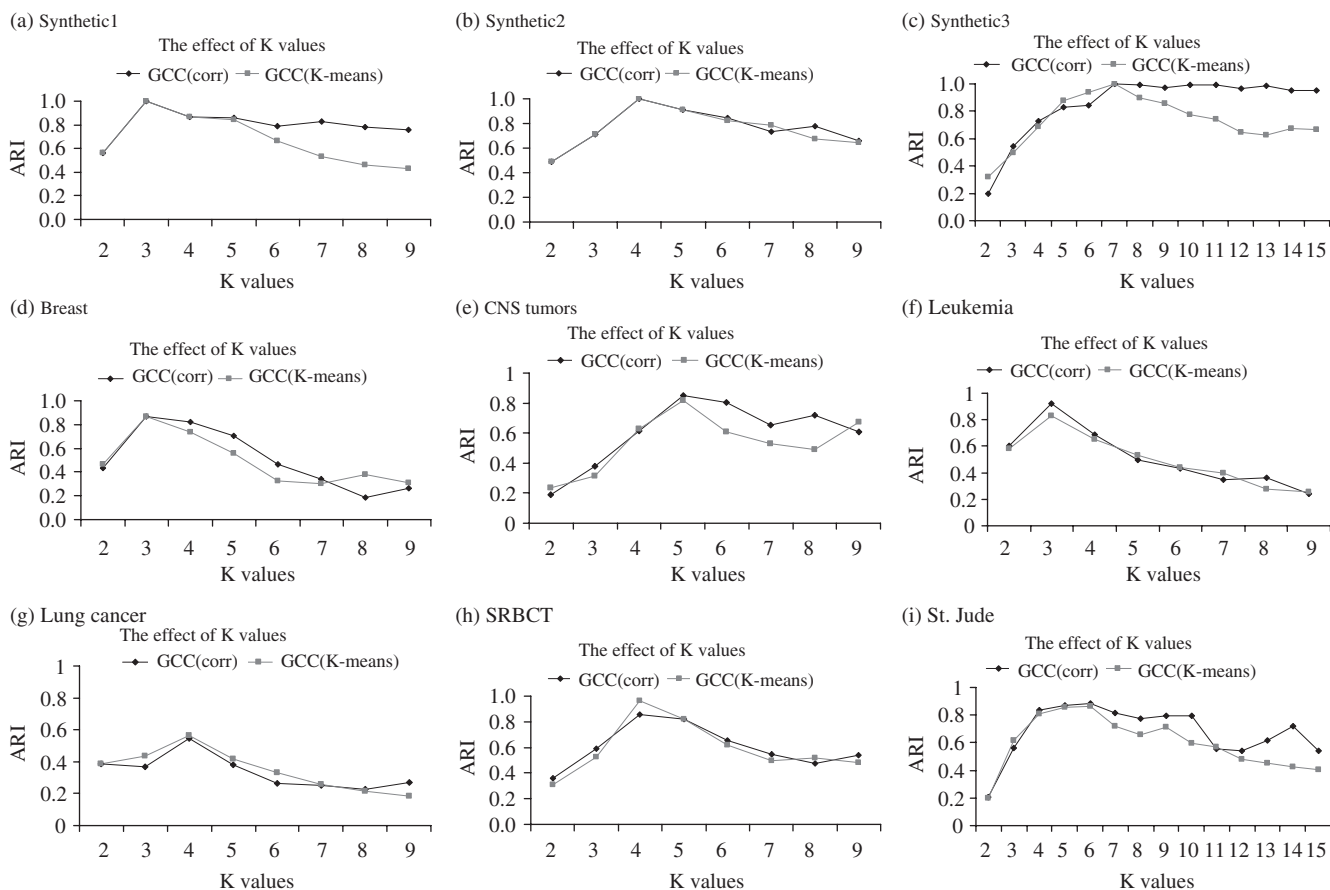 (a) Synthetic1
The effect of K values
GCC(corr) GCC(K-means)
1.0
0.8
0.6
0.4
0.2
0.0
ARI
2 3 4 5 6 7 8 9
K values
(b) Synthetic2
The effect of K values
GCC(corr) GCC(K-means)
1.0
0.8
0.6
0.4
0.2
0.0
ARI
2 3 4 5 6 7 8 9
K values
(c) Synthetic3
The effect of K values
GCC(corr) GCC(K-means)
1.0
0.8
0.6
0.4
0.2
0.0
ARI
2 3 4 5 6 7 8 9 10 11 12 13 14 15
K values
(d) Breast
The effect of K values
GCC(corr) GCC(K-means)
1.0
0.8
0.6
0.4
0.2
0.0
ARI
2 3 4 5 6 7 8 9
K values
(e) CNS tumors
The effect of K values
GCC(corr) GCC(K-means)
1
0.8
0.6
0.4
0.2
0
ARI
2 3 4 5 6 7 8 9
K values
(f) Leukemia
The effect of K values
GCC(corr) GCC(K-means)
1
0.8
0.6
0.4
0.2
0
ARI
2 3 4 5 6 7 8 9
K values
(g) Lung cancer
The effect of K values
GCC(corr) GCC(K-means)
1
0.8
0.6
0.4
0.2
0
ARI
2 3 4 5 6 7 8 9
K values
(h) SRBCT
The effect of K values
GCC(corr) GCC(K-means)
1.0
0.8
0.6
0.4
0.2
0.0
ARI
2 3 4 5 6 7 8 9
K values
(i) St. Jude
The effect of K values
GCC(corr) GCC(K-means)
1
0.8
0.6
0.4
0.2
0
ARI
2 3 4 5 6 7 8 9 10 11 12 13 14 15
K values